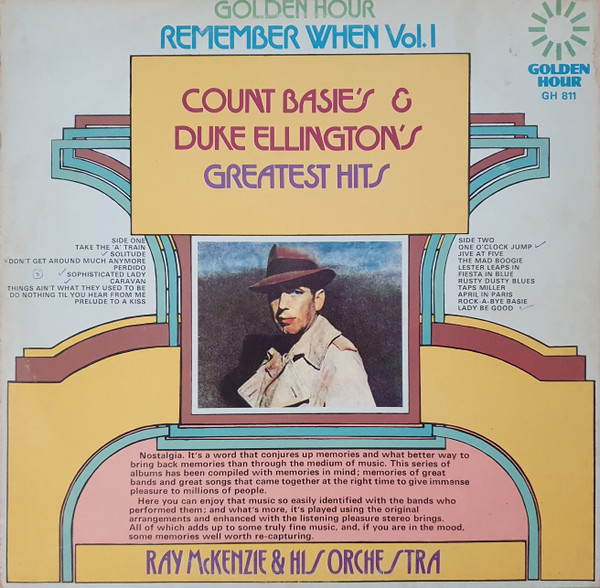 GOLDEN HOUR
REMEMBER WHEN Vol.1
GOLDEN
HOUR
GH 811
COUNT BASIE'S &
DUKE ELLINGTON'S
GREATEST HITS
SIDE ONE
TAKE THE 'A' TRAIN
SOLITUDE
DON'T GET AROUND MUCH ANYMORE
PERDIDO
SOPHISTICATED LADY
CARAVAN
THINGS AIN'T WHAT THEY USED TO BE
DO NOTHING TIL YOU HEAR FROM ME
PRELUDE TO A KISS
SIDE TWO
ONE O'CLOCK JUMP
JIVE AT FIVE
THE MAD BOOGIE
LESTER LEAPS IN
FIESTA IN BLUE
RUSTY DUSTY BLUES
TAPS MILLER
APRIL IN PARIS
ROCK-A-BYE BASIE
LADY BE GOOD
Nostalgia. It's a word that conjures up memories and what better way to
bring back memories than through the medium of music. This series of
albums has been compiled with memories in mind; memories of great
bands and great songs that came together at the right time to give immense
pleasure to millions of people.
Here you can enjoy that music so easily identified with the bands who
performed them; and what's more, it's played using the original
arrangements and enhanced with the listening pleasure stereo brings.
All of which adds up to some truly fine music, and, if you are in the mood,
some memories well worth re-capturing.
RAY McKENZIE & HIS ORCHESTRA